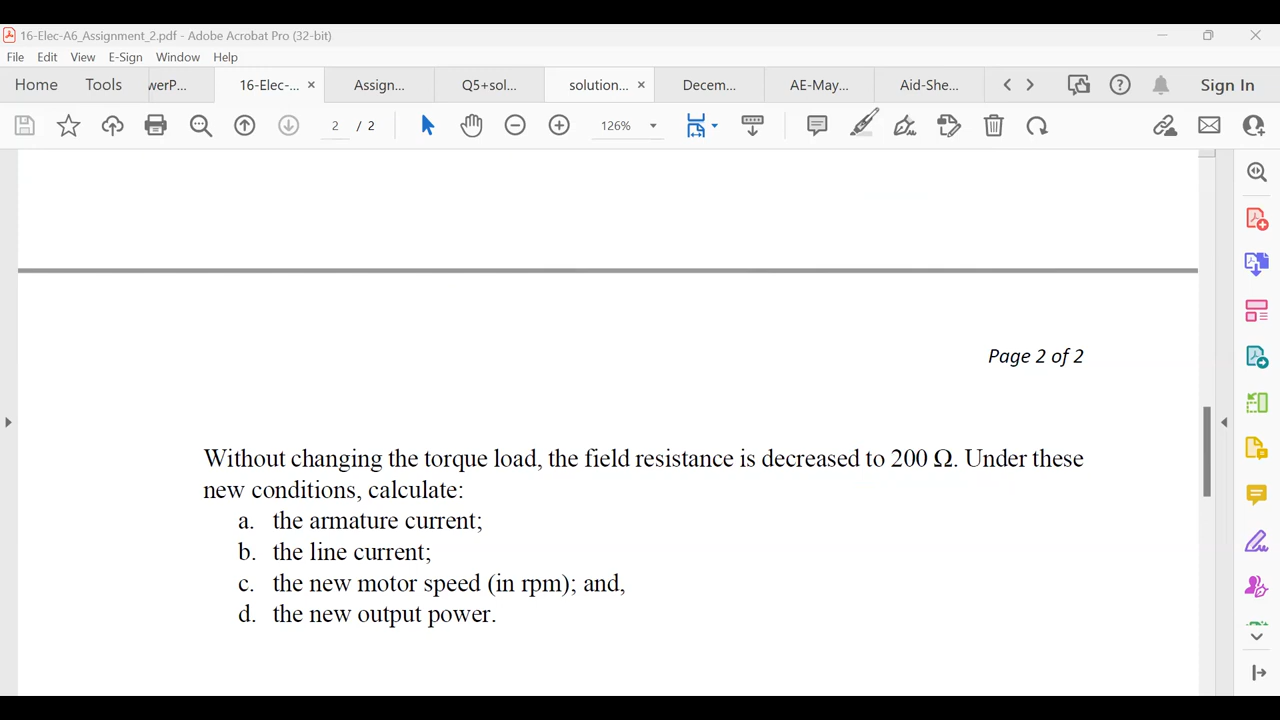 16-Elec-A6_Assignment_2.pdf - Adobe Acrobat Pro (32-bit)
File Edit View E-Sign Window Help
Home Tools werP... 16-Elec-... × Assign... Q5+sol... solution... × Decem... AE-May... Aid-She... Sign In
2 / 2 126%
Page 2 of 2
Without changing the torque load, the field resistance is decreased to 200 Ω. Under these
new conditions, calculate:
a. the armature current;
b. the line current;
c. the new motor speed (in rpm); and,
d. the new output power.